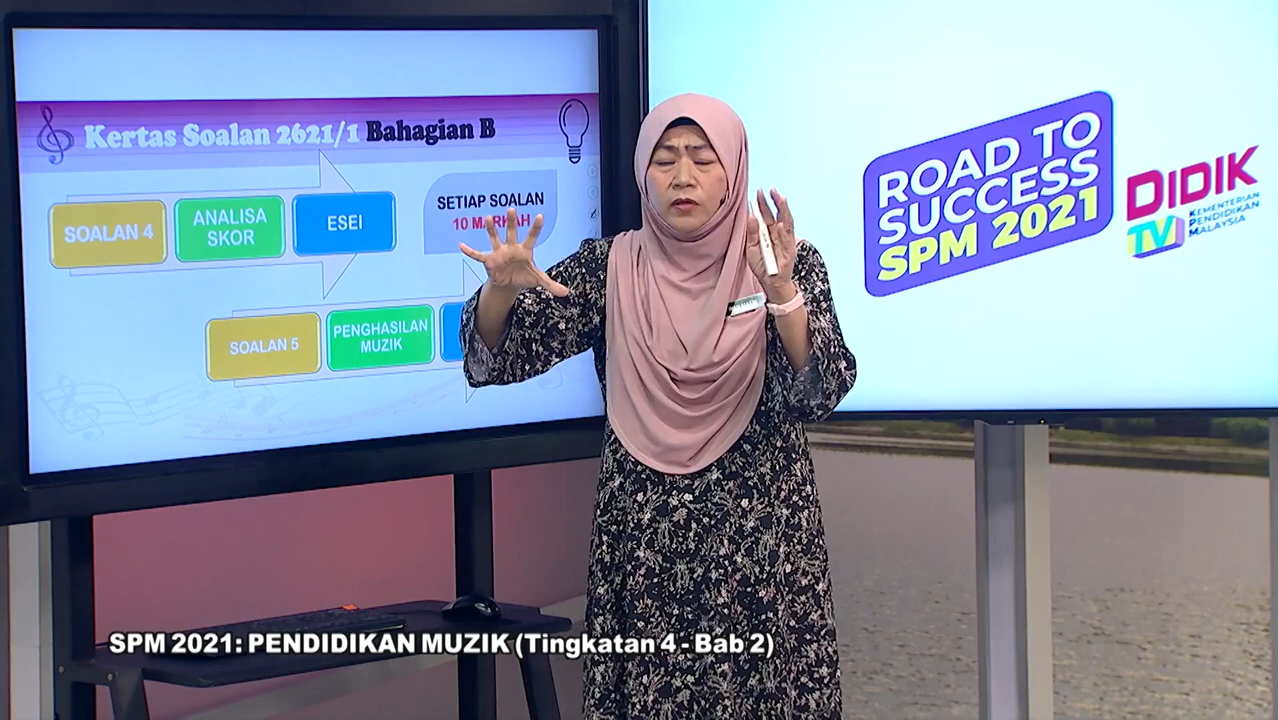 Kertas Soalan 2621/1 Bahagian B
SOALAN 4
ANALISA
SKOR
ESEI
SETIAP SOALAN
10 MARKAH
SOALAN 5
PENGHASILAN
MUZIK
ROAD TO
SUCCESS
SPM 2021
DIDIK
TV
KEMENTERIAN
PENDIDIKAN
MALAYSIA
SPM 2021: PENDIDIKAN MUZIK (Tingkatan 4 - Bab 2)